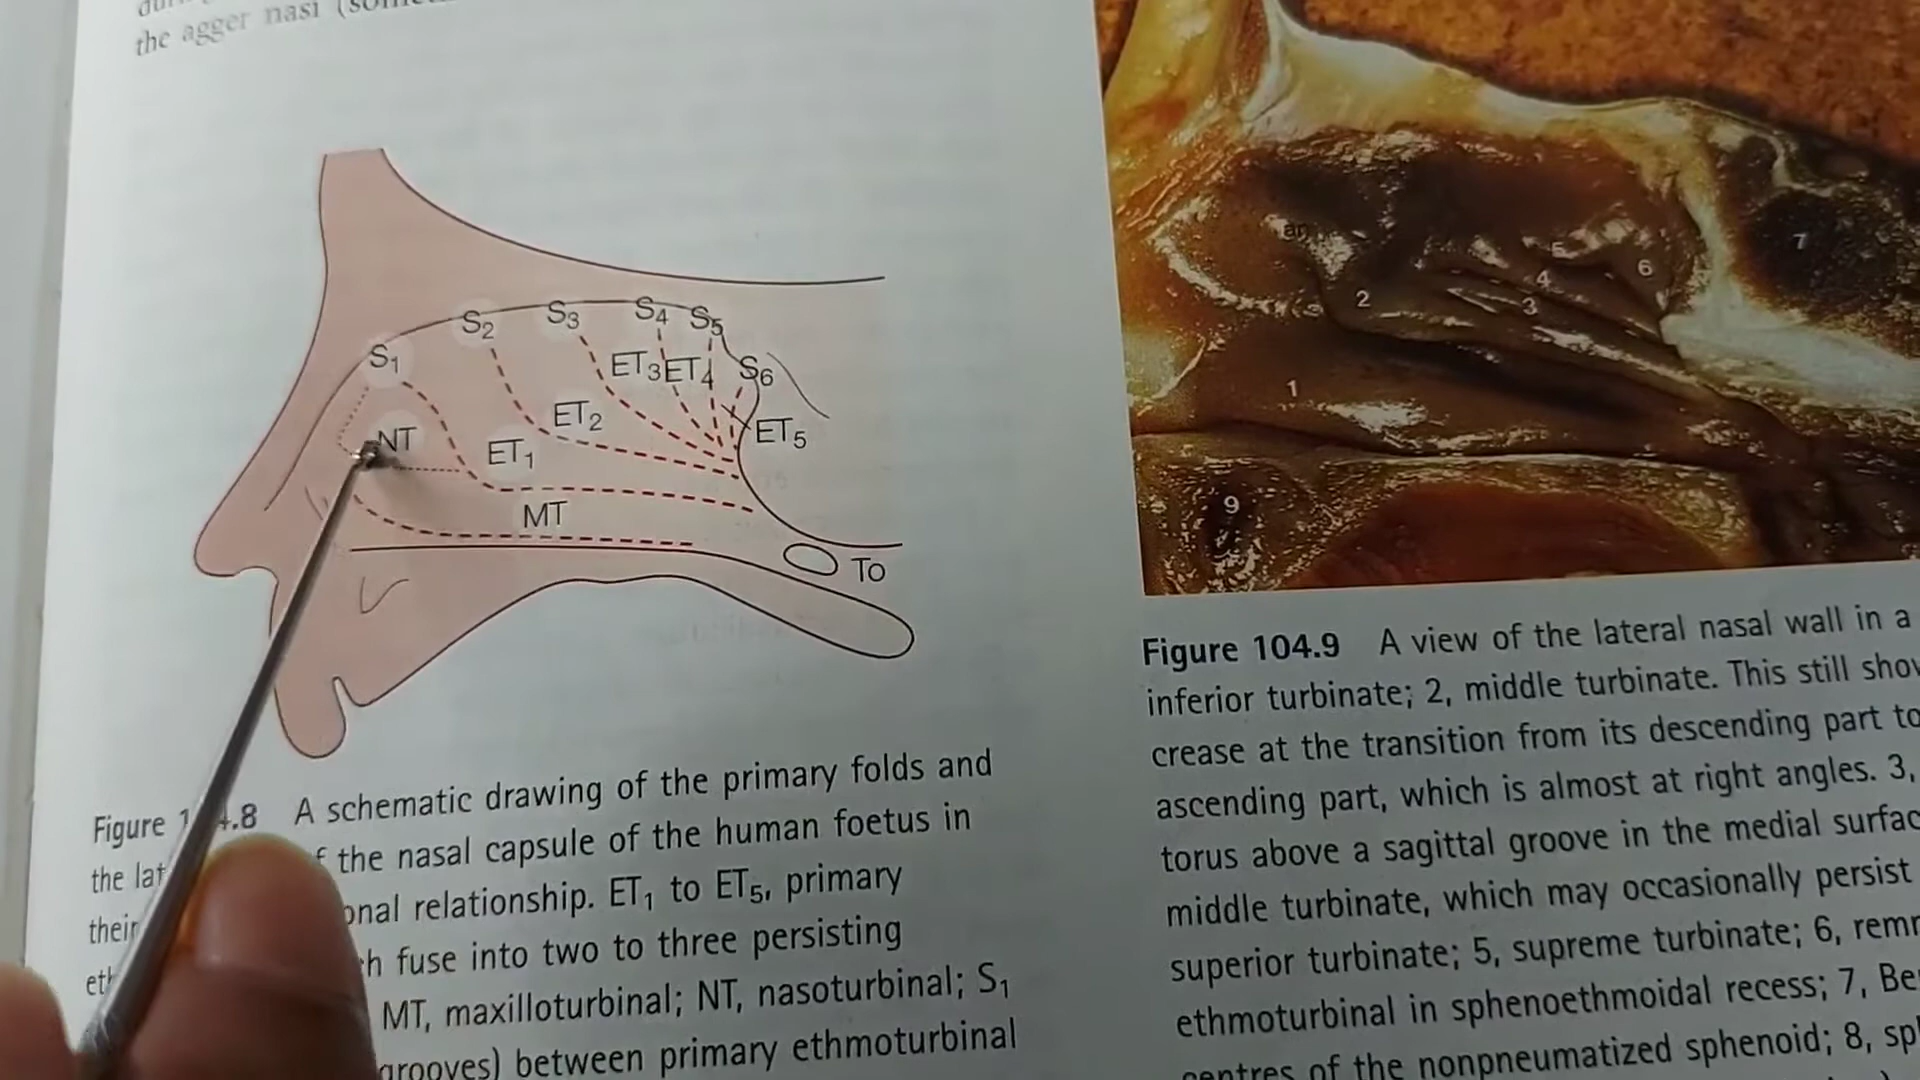 the agger nasi
S1
S2
S3
S4
S5
S6
ET3
ET4
ET2
ET5
NT
ET1
MT
To
Figure 1 4.8 A schematic drawing of the primary folds and
the lat f the nasal capsule of the human foetus in
their onal relationship. ET1 to ET5, primary
eth h fuse into two to three persisting
MT, maxilloturbinal; NT, nasoturbinal; S1
grooves) between primary ethmoturbinal
an
5
6
7
4
2
3
1
9
Figure 104.9 A view of the lateral nasal wall in a
inferior turbinate; 2, middle turbinate. This still show
crease at the transition from its descending part to
ascending part, which is almost at right angles. 3,
torus above a sagittal groove in the medial surfac
middle turbinate, which may occasionally persist
superior turbinate; 5, supreme turbinate; 6, remn
ethmoturbinal in sphenoethmoidal recess; 7, Be
centres of the nonpneumatized sphenoid; 8, sp